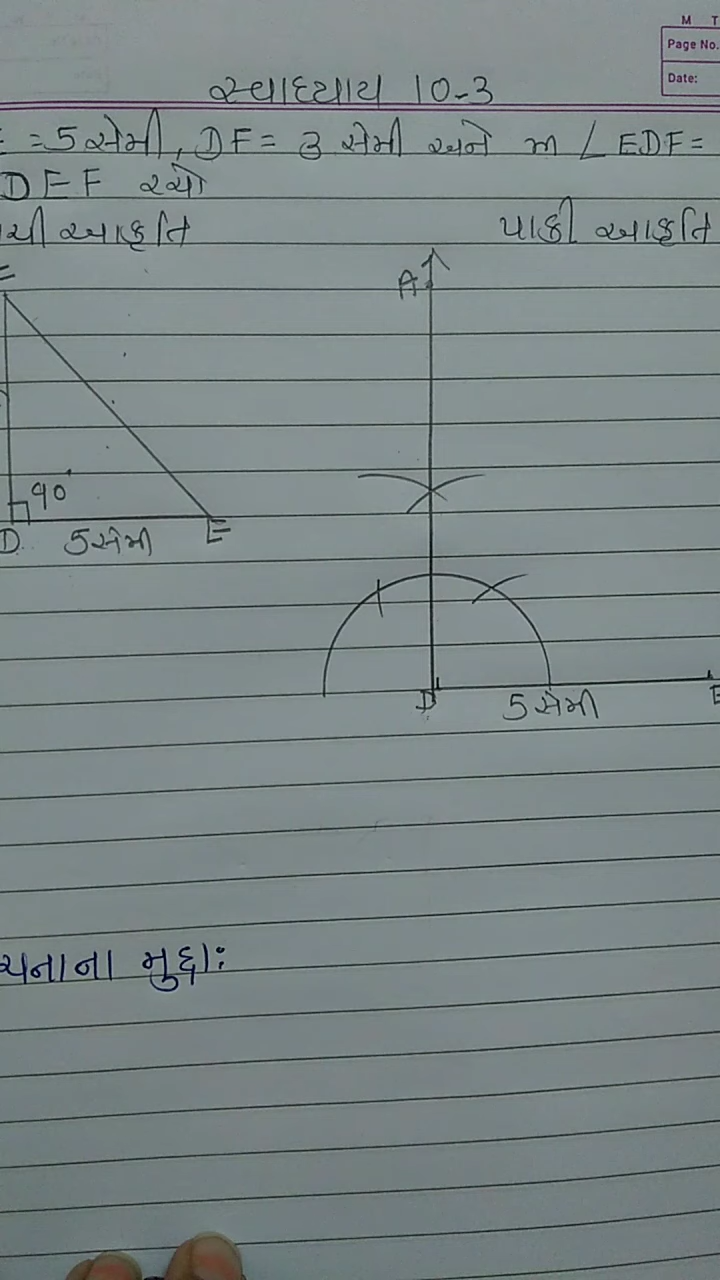 M T
Page No.
Date:
સ્વાધ્યાય 10-3
= 5 સેમી, DF = 3 સેમી અને m ∠ EDF =
DEF રચો
આકૃતિ
પાકી આકૃતિ
A
90°
D 5 સેમી E
D 5 સેમી E
ચનાના મુદ્દા: